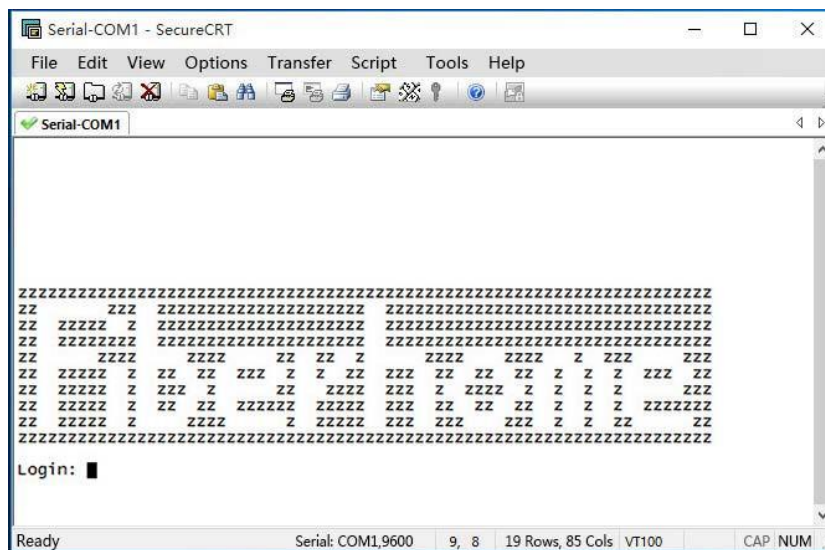 Serial-COM1 - SecureCRT
File Edit View Options Transfer Script Tools Help
Serial-COM1
Fiberhome
Login:
Ready Serial: COM1,9600 9, 8 19 Rows, 85 Cols VT100 CAP NUM